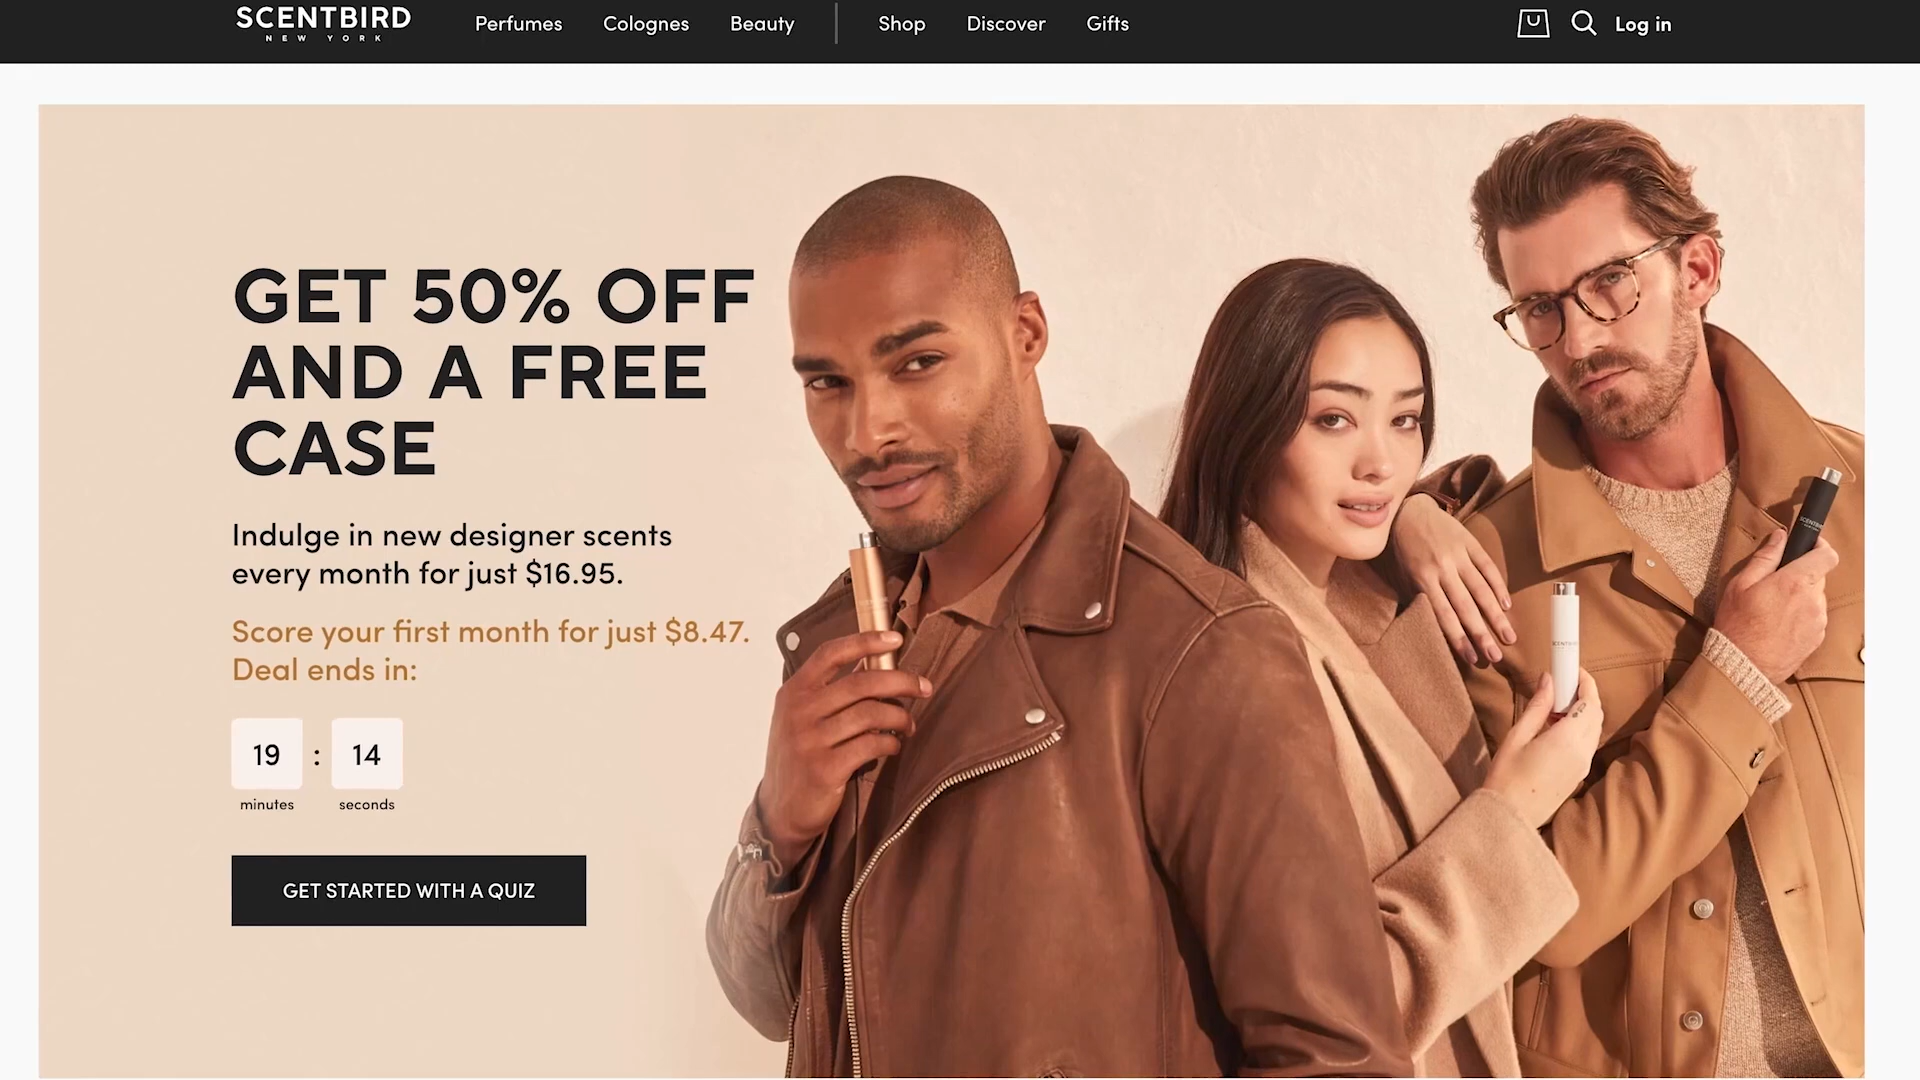 SCENTBIRD
NEW YORK
Perfumes
Colognes
Beauty
Shop
Discover
Gifts
Log in
GET 50% OFF
AND A FREE
CASE
Indulge in new designer scents
every month for just $16.95.
Score your first month for just $8.47.
Deal ends in:
19 : 14
minutes seconds
GET STARTED WITH A QUIZ